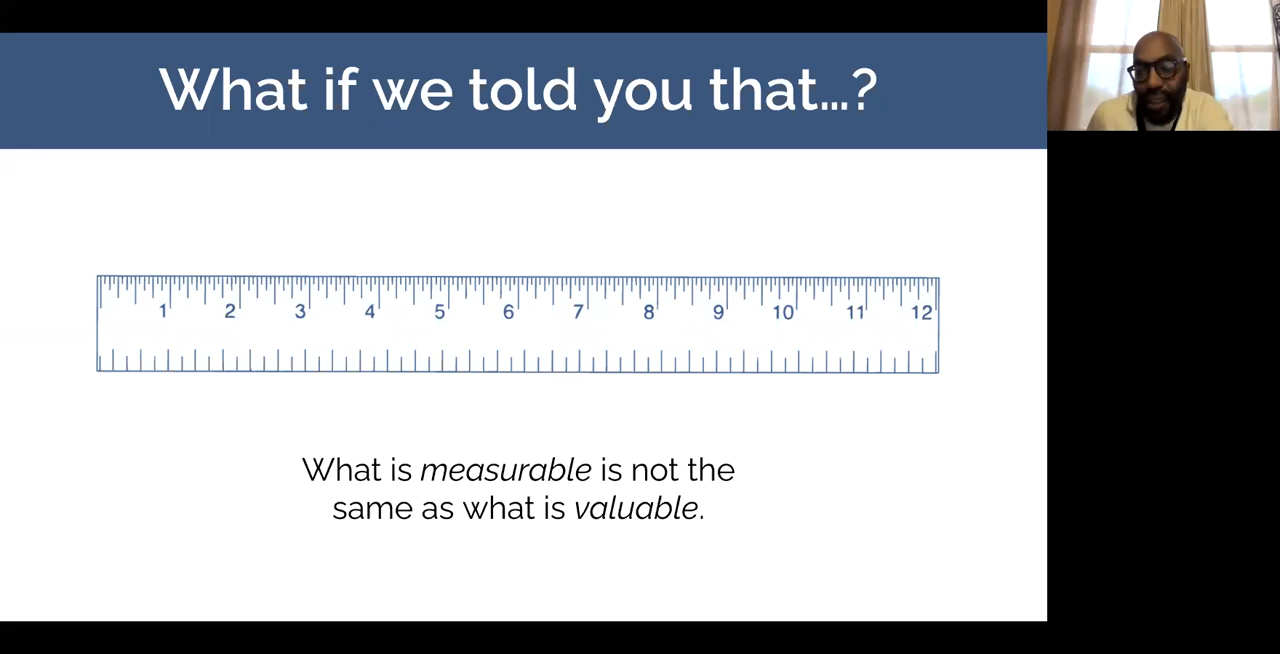 What if we told you that...?
1 2 3 4 5 6 7 8 9 10 11 12
What is measurable is not the
same as what is valuable.